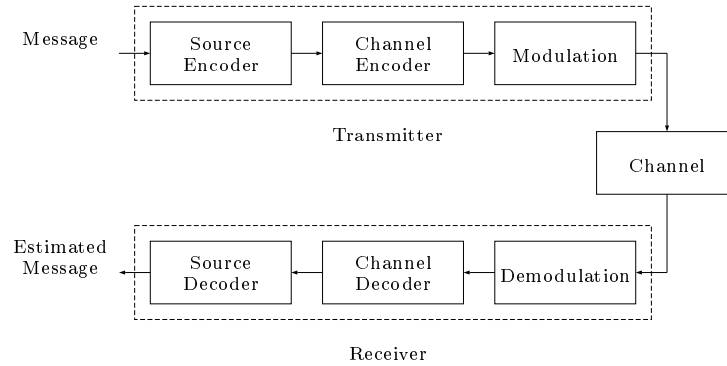 Message
Source
Encoder
Channel
Encoder
Modulation
Transmitter
Channel
Estimated
Message
Source
Decoder
Channel
Decoder
Demodulation
Receiver